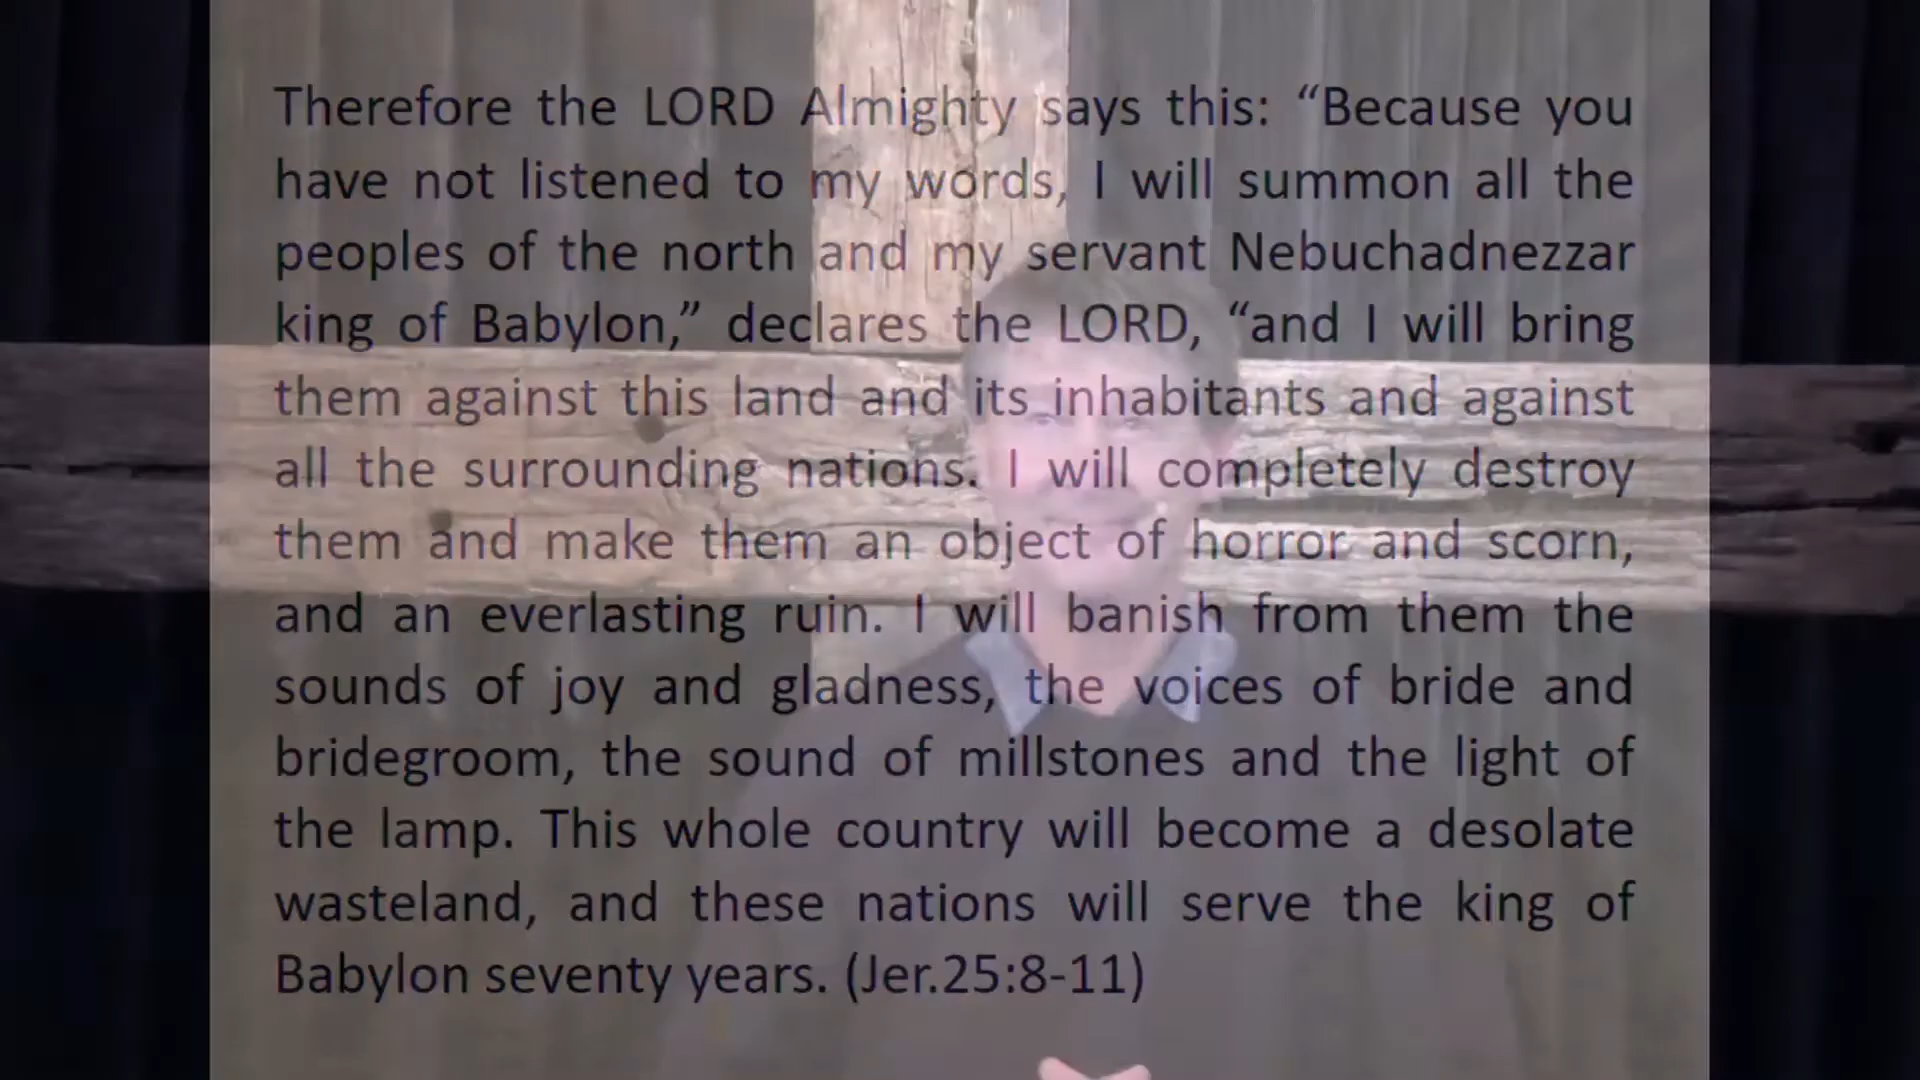 Therefore the LORD Almighty says this: “Because you
have not listened to my words, I will summon all the
peoples of the north and my servant Nebuchadnezzar
king of Babylon,” declares the LORD, “and I will bring
them against this land and its inhabitants and against
all the surrounding nations. I will completely destroy
them and make them an object of horror and scorn,
and an everlasting ruin. I will banish from them the
sounds of joy and gladness, the voices of bride and
bridegroom, the sound of millstones and the light of
the lamp. This whole country will become a desolate
wasteland, and these nations will serve the king of
Babylon seventy years. (Jer.25:8-11)